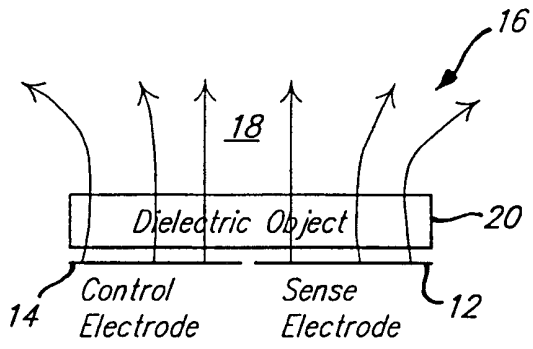 16
18
Dielectric Object
20
14
Control
Electrode
Sense
Electrode
12